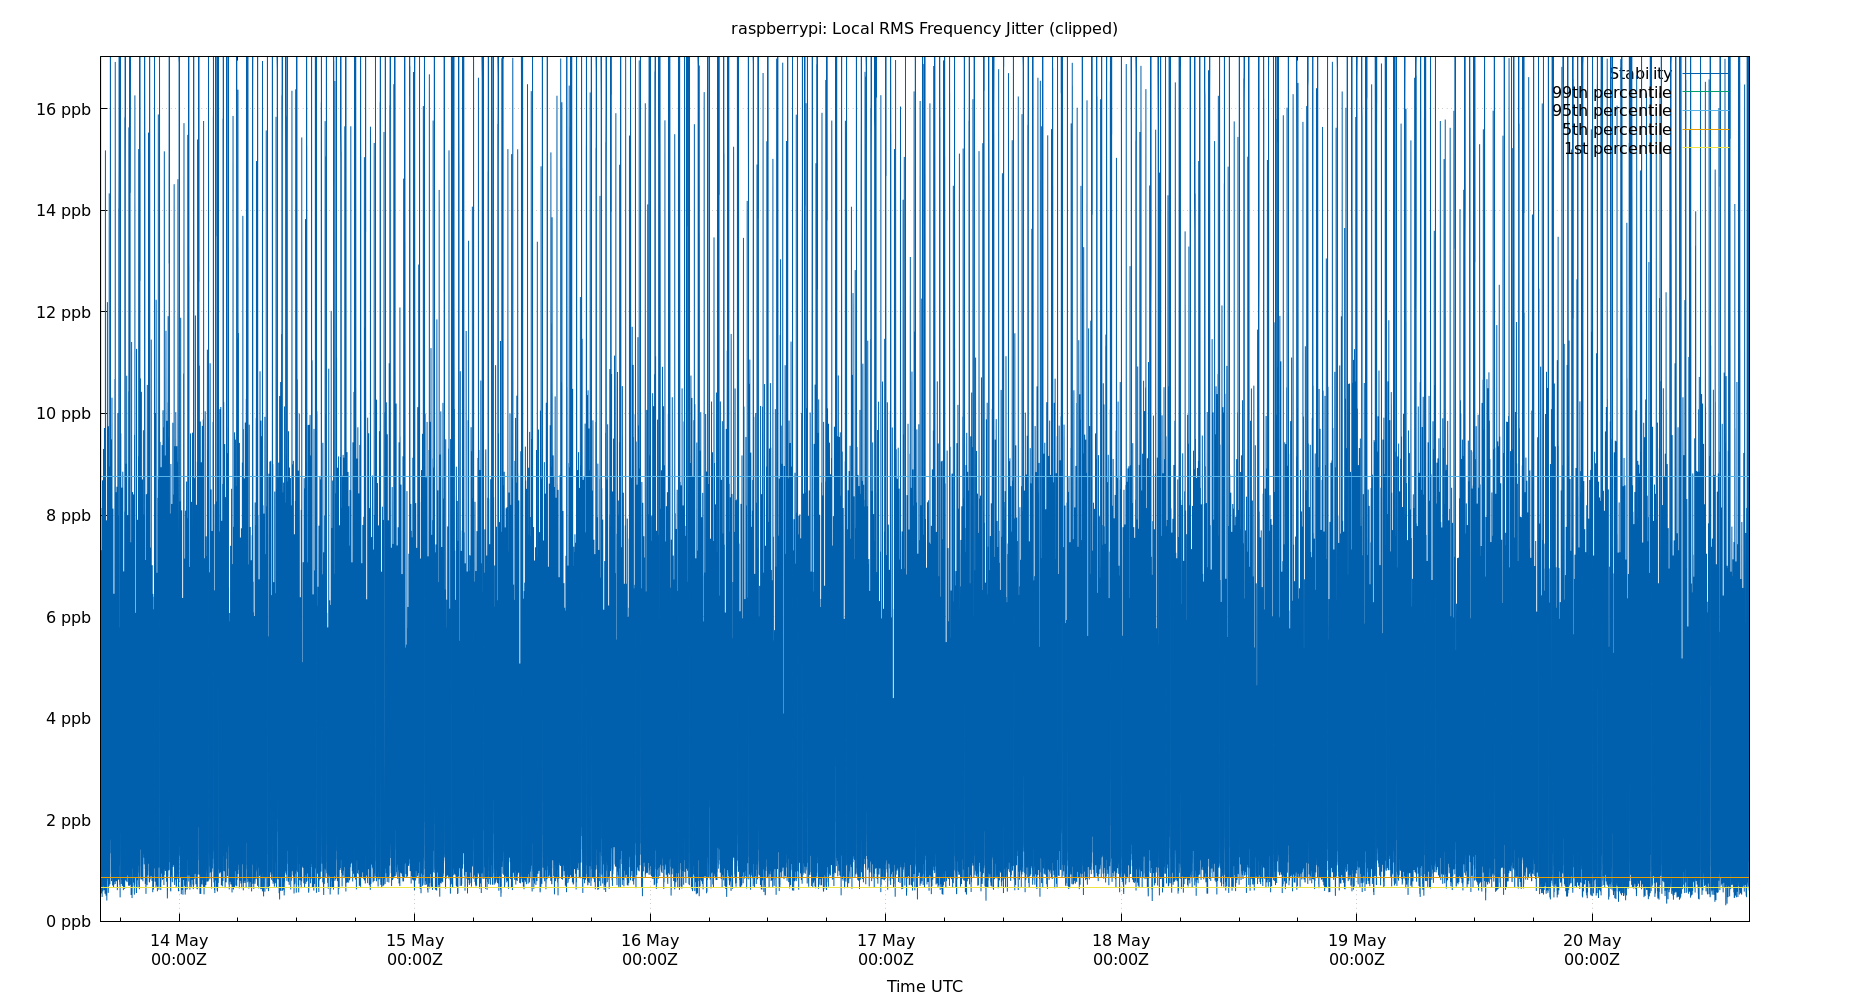 raspberrypi: Local RMS Frequency Jitter (clipped)
Stability
99th percentile
95th percentile
5th percentile
1st percentile
16 ppb
14 ppb
12 ppb
10 ppb
8 ppb
6 ppb
4 ppb
2 ppb
0 ppb
14 May 15 May 16 May 17 May 18 May 19 May 20 May
00:00Z 00:00Z 00:00Z 00:00Z 00:00Z 00:00Z 00:00Z
Time UTC